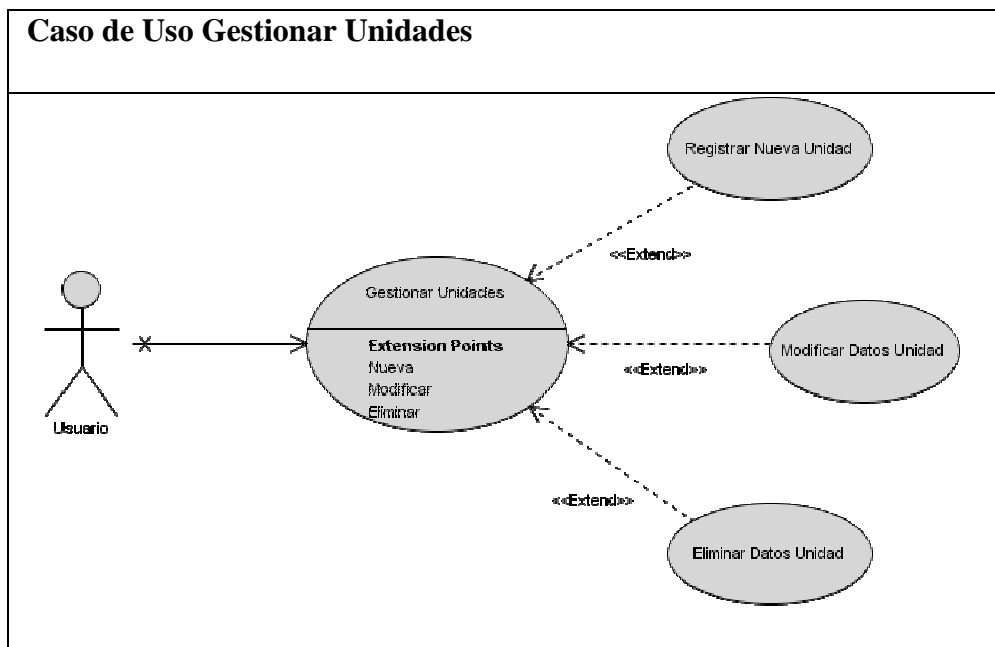 Caso de Uso Gestionar Unidades
Registrar Nueva Unidad
<<Extend>>
Gestionar Unidades
Extension Points
Nueva
Modificar
Eliminar
Modificar Datos Unidad
<<Extend>>
Usuario
<<Extend>>
Eliminar Datos Unidad